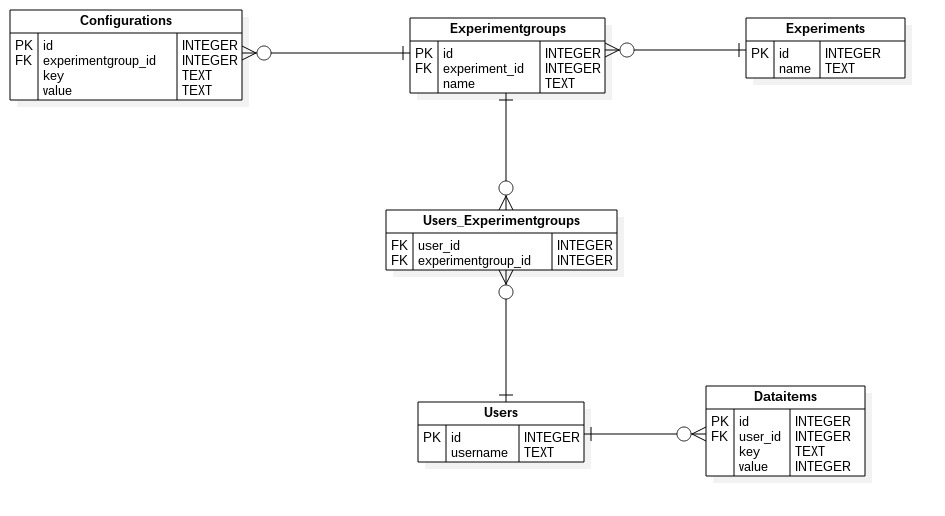 Configurations
PK id INTEGER
FK experimentgroup_id INTEGER
key TEXT
value TEXT
Experimentgroups
PK id INTEGER
FK experiment_id INTEGER
name TEXT
Experiments
PK id INTEGER
name TEXT
Users_Experimentgroups
FK user_id INTEGER
FK experimentgroup_id INTEGER
Users
PK id INTEGER
username TEXT
Dataitems
PK id INTEGER
FK user_id INTEGER
key TEXT
value INTEGER